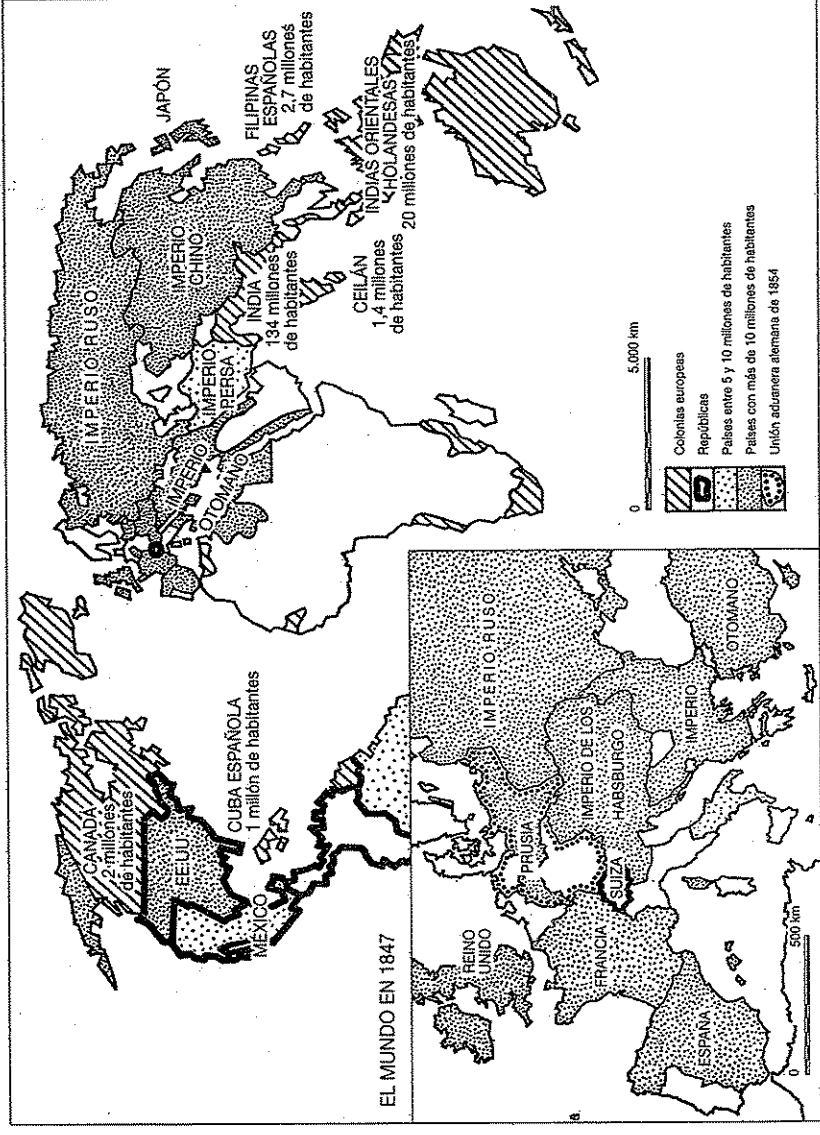 CANADÁ
2 millones
de habitantes
EE.UU.
MÉXICO
CUBA ESPAÑOLA
1 millón de habitantes
EL MUNDO EN 1847
IMPERIO RUSO
IMPERIO
OTOMANO
IMPERIO
PERSA
IMPERIO
CHINO
JAPÓN
INDIA
134 millones
de habitantes
CEILÁN
1,4 millones
de habitantes
FILIPINAS
ESPAÑOLAS
2,7 millones
de habitantes
INDIAS ORIENTALES
HOLANDESAS
20 millones de habitantes
0 5.000 km
Colonias europeas
Repúblicas
Países entre 5 y 10 millones de habitantes
Países con más de 10 millones de habitantes
Unión aduanera alemana de 1854
REINO
UNIDO
PRUSIA
IMPERIO RUSO
FRANCIA
SUIZA
IMPERIO DE LOS
HABSBURGO
IMPERIO
OTOMANO
ESPAÑA
0 500 km